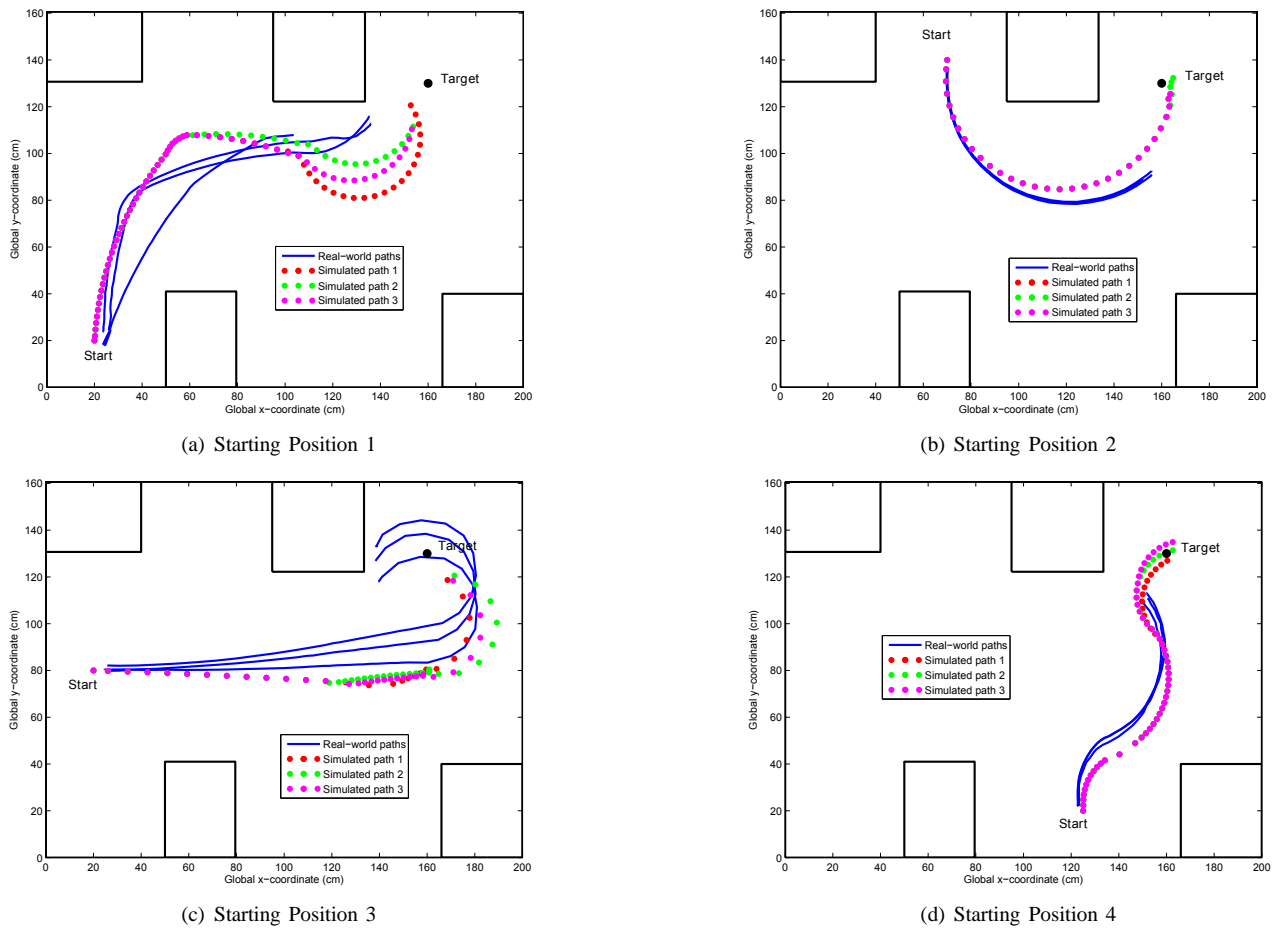 160
140
120
100
80
60
40
20
0
Global y−coordinate (cm)
Target
Real−world paths
Simulated path 1
Simulated path 2
Simulated path 3
Start
0 20 40 60 80 100 120 140 160 180 200
Global x−coordinate (cm)
(a) Starting Position 1
160
140
120
100
80
60
40
20
0
Global y−coordinate (cm)
Start
Target
Real−world paths
Simulated path 1
Simulated path 2
Simulated path 3
0 20 40 60 80 100 120 140 160 180 200
Global x−coordinate (cm)
(b) Starting Position 2
160
140
120
100
80
60
40
20
0
Global y−coordinate (cm)
Target
Start
Real−world paths
Simulated path 1
Simulated path 2
Simulated path 3
0 20 40 60 80 100 120 140 160 180 200
Global x−coordinate (cm)
(c) Starting Position 3
160
140
120
100
80
60
40
20
0
Global y−coordinate (cm)
Target
Real−world paths
Simulated path 1
Simulated path 2
Simulated path 3
Start
0 20 40 60 80 100 120 140 160 180 200
Global x−coordinate (cm)
(d) Starting Position 4